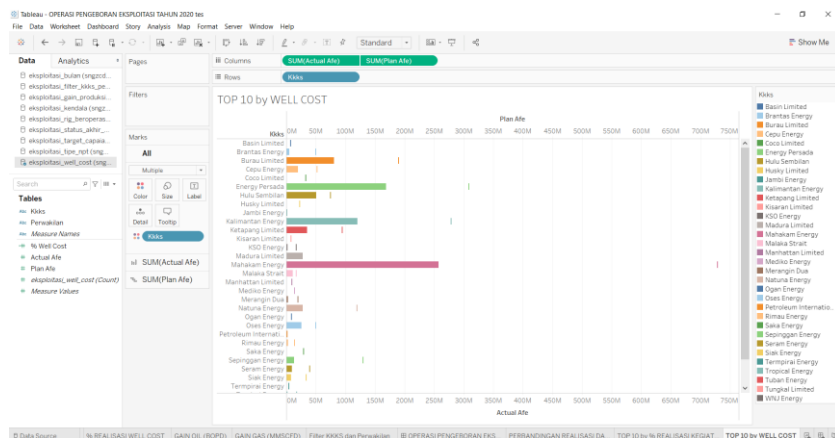 Tableau - OPERASI PENGEBORAN EKSPLOITASI TAHUN 2020 tes
File Data Worksheet Dashboard Story Analysis Map Format Server Window Help
Standard
Show Me
Data Analytics
Pages
Columns
SUM(Actual Afe)
SUM(Plan Afe)
Rows
Kkks
eksploitasi_bulan (sngzcd...
eksploitasi_filter_kkks_pe...
eksploitasi_gain_produksi...
eksploitasi_kendala (sngz...
eksploitasi_rig_beroperas...
eksploitasi_status_akhir_...
eksploitasi_target_capaia...
eksploitasi_tipe_npt (sng...
eksploitasi_well_cost (sng...
Search
Tables
Kkks
Perwakilan
Measure Names
% Well Cost
Actual Afe
Plan Afe
eksploitasi_well_cost (Count)
Measure Values
Filters
Marks
All
Multiple
Color Size Label
Detail Tooltip
Kkks
SUM(Actual Afe)
SUM(Plan Afe)
TOP 10 by WELL COST
Plan Afe
Kkks
0M 50M 100M 150M 200M 250M 300M 350M 400M 450M 500M 550M 600M 650M 700M 750M
Basin Limited
Brantas Energy
Burau Limited
Cepu Energy
Coco Limited
Energy Persada
Hulu Sembilan
Husky Limited
Jambi Energy
Kalimantan Energy
Ketapang Limited
Kisaran Limited
KSO Energy
Madura Limited
Mahakam Energy
Malaka Strait
Manhattan Limited
Mediko Energy
Merangin Dua
Natuna Energy
Ogan Energy
Oses Energy
Petroleum Internati..
Rimau Energy
Saka Energy
Sepinggan Energy
Seram Energy
Siak Energy
Termpirai Energy
0M 50M 100M 150M 200M 250M 300M 350M 400M 450M 500M 550M 600M 650M 700M 750M
Actual Afe
Kkks
Basin Limited
Brantas Energy
Burau Limited
Cepu Energy
Coco Limited
Energy Persada
Hulu Sembilan
Husky Limited
Jambi Energy
Kalimantan Energy
Ketapang Limited
Kisaran Limited
KSO Energy
Madura Limited
Mahakam Energy
Malaka Strait
Manhattan Limited
Mediko Energy
Merangin Dua
Natuna Energy
Ogan Energy
Oses Energy
Petroleum Internatio..
Rimau Energy
Saka Energy
Sepinggan Energy
Seram Energy
Siak Energy
Termpirai Energy
Tropical Energy
Tuban Energy
Tungkal Limited
WNJ Energy
Data Source
% REALISASI WELL COST
GAIN OIL (BOPD)
GAIN GAS (MMSCFD)
Filter KKKS dan Perwakilan
OPERASI PENGEBORAN EKS...
PERBANDINGAN REALISASI DA...
TOP 10 by % REALISASI KEGIAT...
TOP 10 by WELL COST